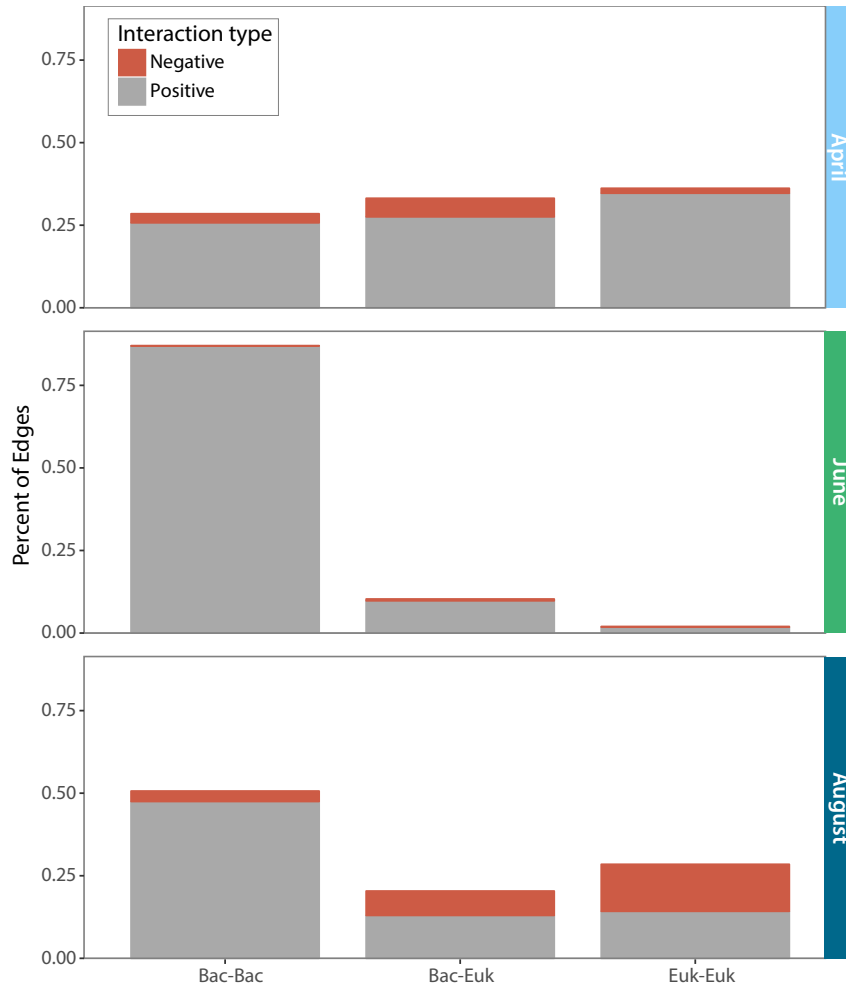 Interaction type
Negative
Positive
0.75
0.50
0.25
0.00
April
Percent of Edges
0.75
0.50
0.25
0.00
June
0.75
0.50
0.25
0.00
August
Bac-Bac Bac-Euk Euk-Euk